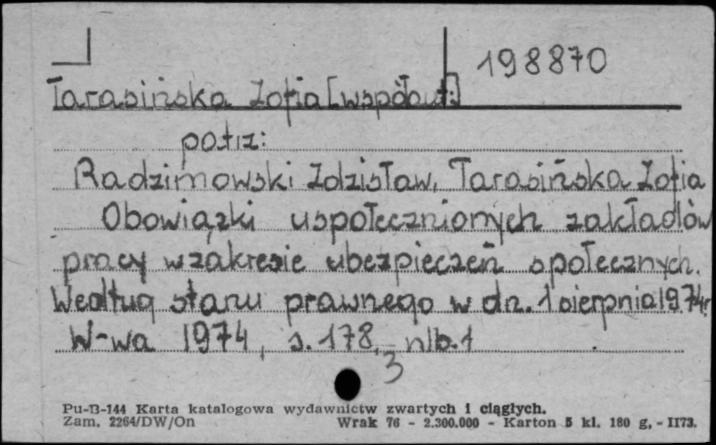 198870
Tarasińska Zofia [współaut.]
patrz:
Radzimowski Zdzisław, Tarasińska Zofia
Obowiązki uspołecznionych zakładów
pracy w zakresie ubezpieczeń społecznych.
Według stanu prawnego w dn. 1 sierpnia 1974r.
W-wa 1974, s. 178, nlb. 1
3
Pu-B-144 Karta katalogowa wydawnictw zwartych i ciągłych.
Zam. 2264/DW/On Wrak 76 - 2.300.000 - Karton 5 kl. 180 g. - II73.